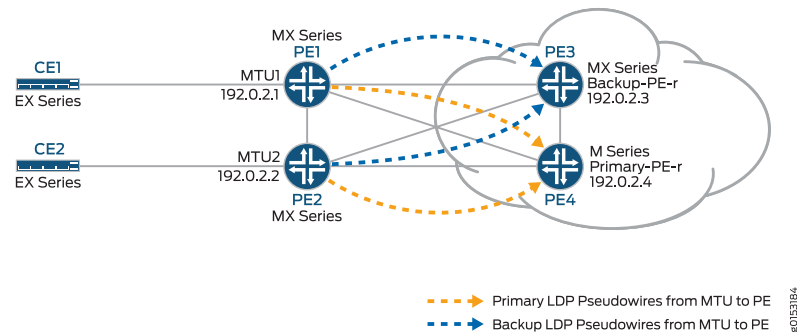 MX Series
PE1
CE1
EX Series
MTU1
192.0.2.1
PE3
MX Series
Backup-PE-r
192.0.2.3
CE2
EX Series
MTU2
192.0.2.2
PE2
MX Series
M Series
Primary-PE-r
192.0.2.4
PE4
Primary LDP Pseudowires from MTU to PE
Backup LDP Pseudowires from MTU to PE
g0153184